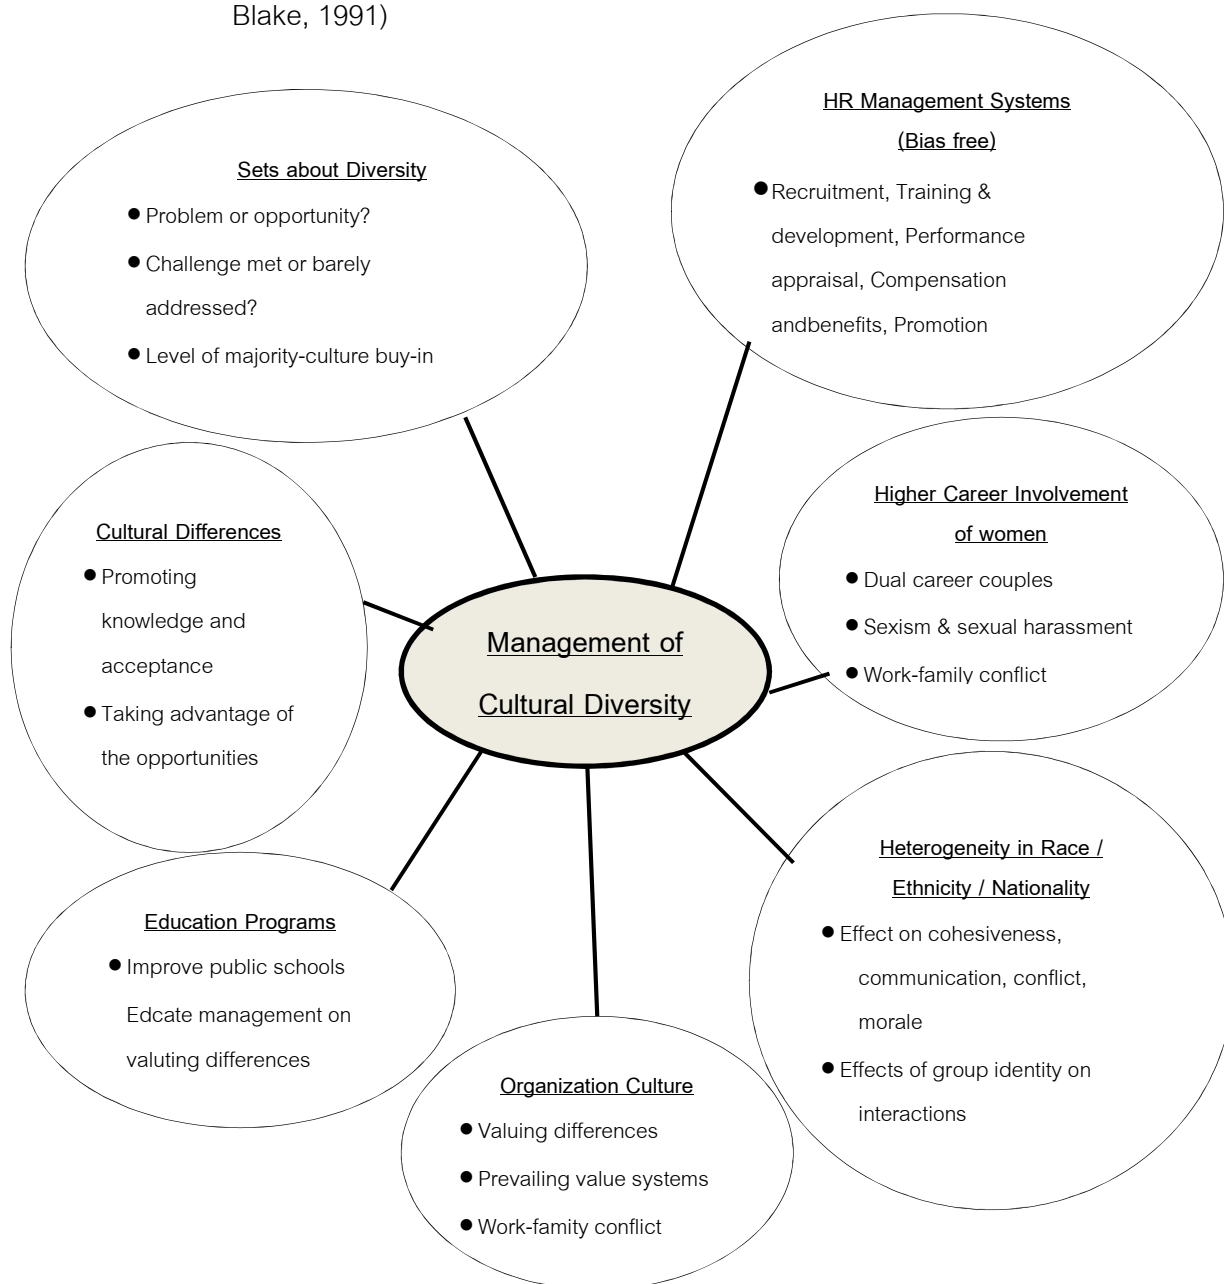 Blake, 1991)
Sets about Diversity
● Problem or opportunity?
● Challenge met or barely
addressed?
● Level of majority-culture buy-in
HR Management Systems
(Bias free)
● Recruitment, Training &
development, Performance
appraisal, Compensation
andbenefits, Promotion
Cultural Differences
● Promoting
knowledge and
acceptance
● Taking advantage of
the opportunities
Higher Career Involvement
of women
● Dual career couples
● Sexism & sexual harassment
● Work-family conflict
Management of
Cultural Diversity
Education Programs
● Improve public schools
Edcate management on
valuting differences
Heterogeneity in Race /
Ethnicity / Nationality
● Effect on cohesiveness,
communication, conflict,
morale
● Effects of group identity on
interactions
Organization Culture
● Valuing differences
● Prevailing value systems
● Work-famity conflict